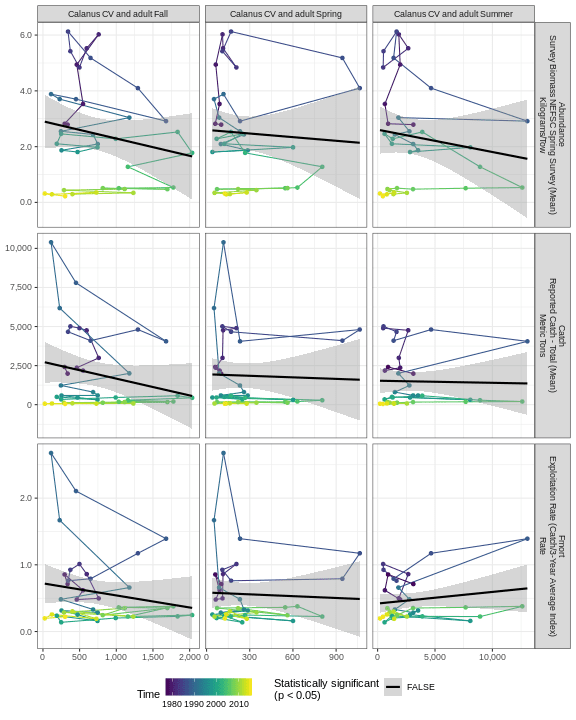 Calanus CV and adult Fall
Calanus CV and adult Spring
Calanus CV and adult Summer
6.0
4.0
2.0
0.0
Abundance
Survey Biomass NEFSC Spring Survey (Mean)
Kilograms/tow
10,000
7,500
5,000
2,500
0
Catch
Reported Catch - Total (Mean)
Metric Tons
2.0
1.0
0.0
Fmort
Exploitation Rate (Catch/3-Year Average Index)
Rate
0 500 1,000 1,500 2,000
0 300 600 900
0 5,000 10,000
Time
1980 1990 2000 2010
Statistically significant
(p < 0.05)
FALSE